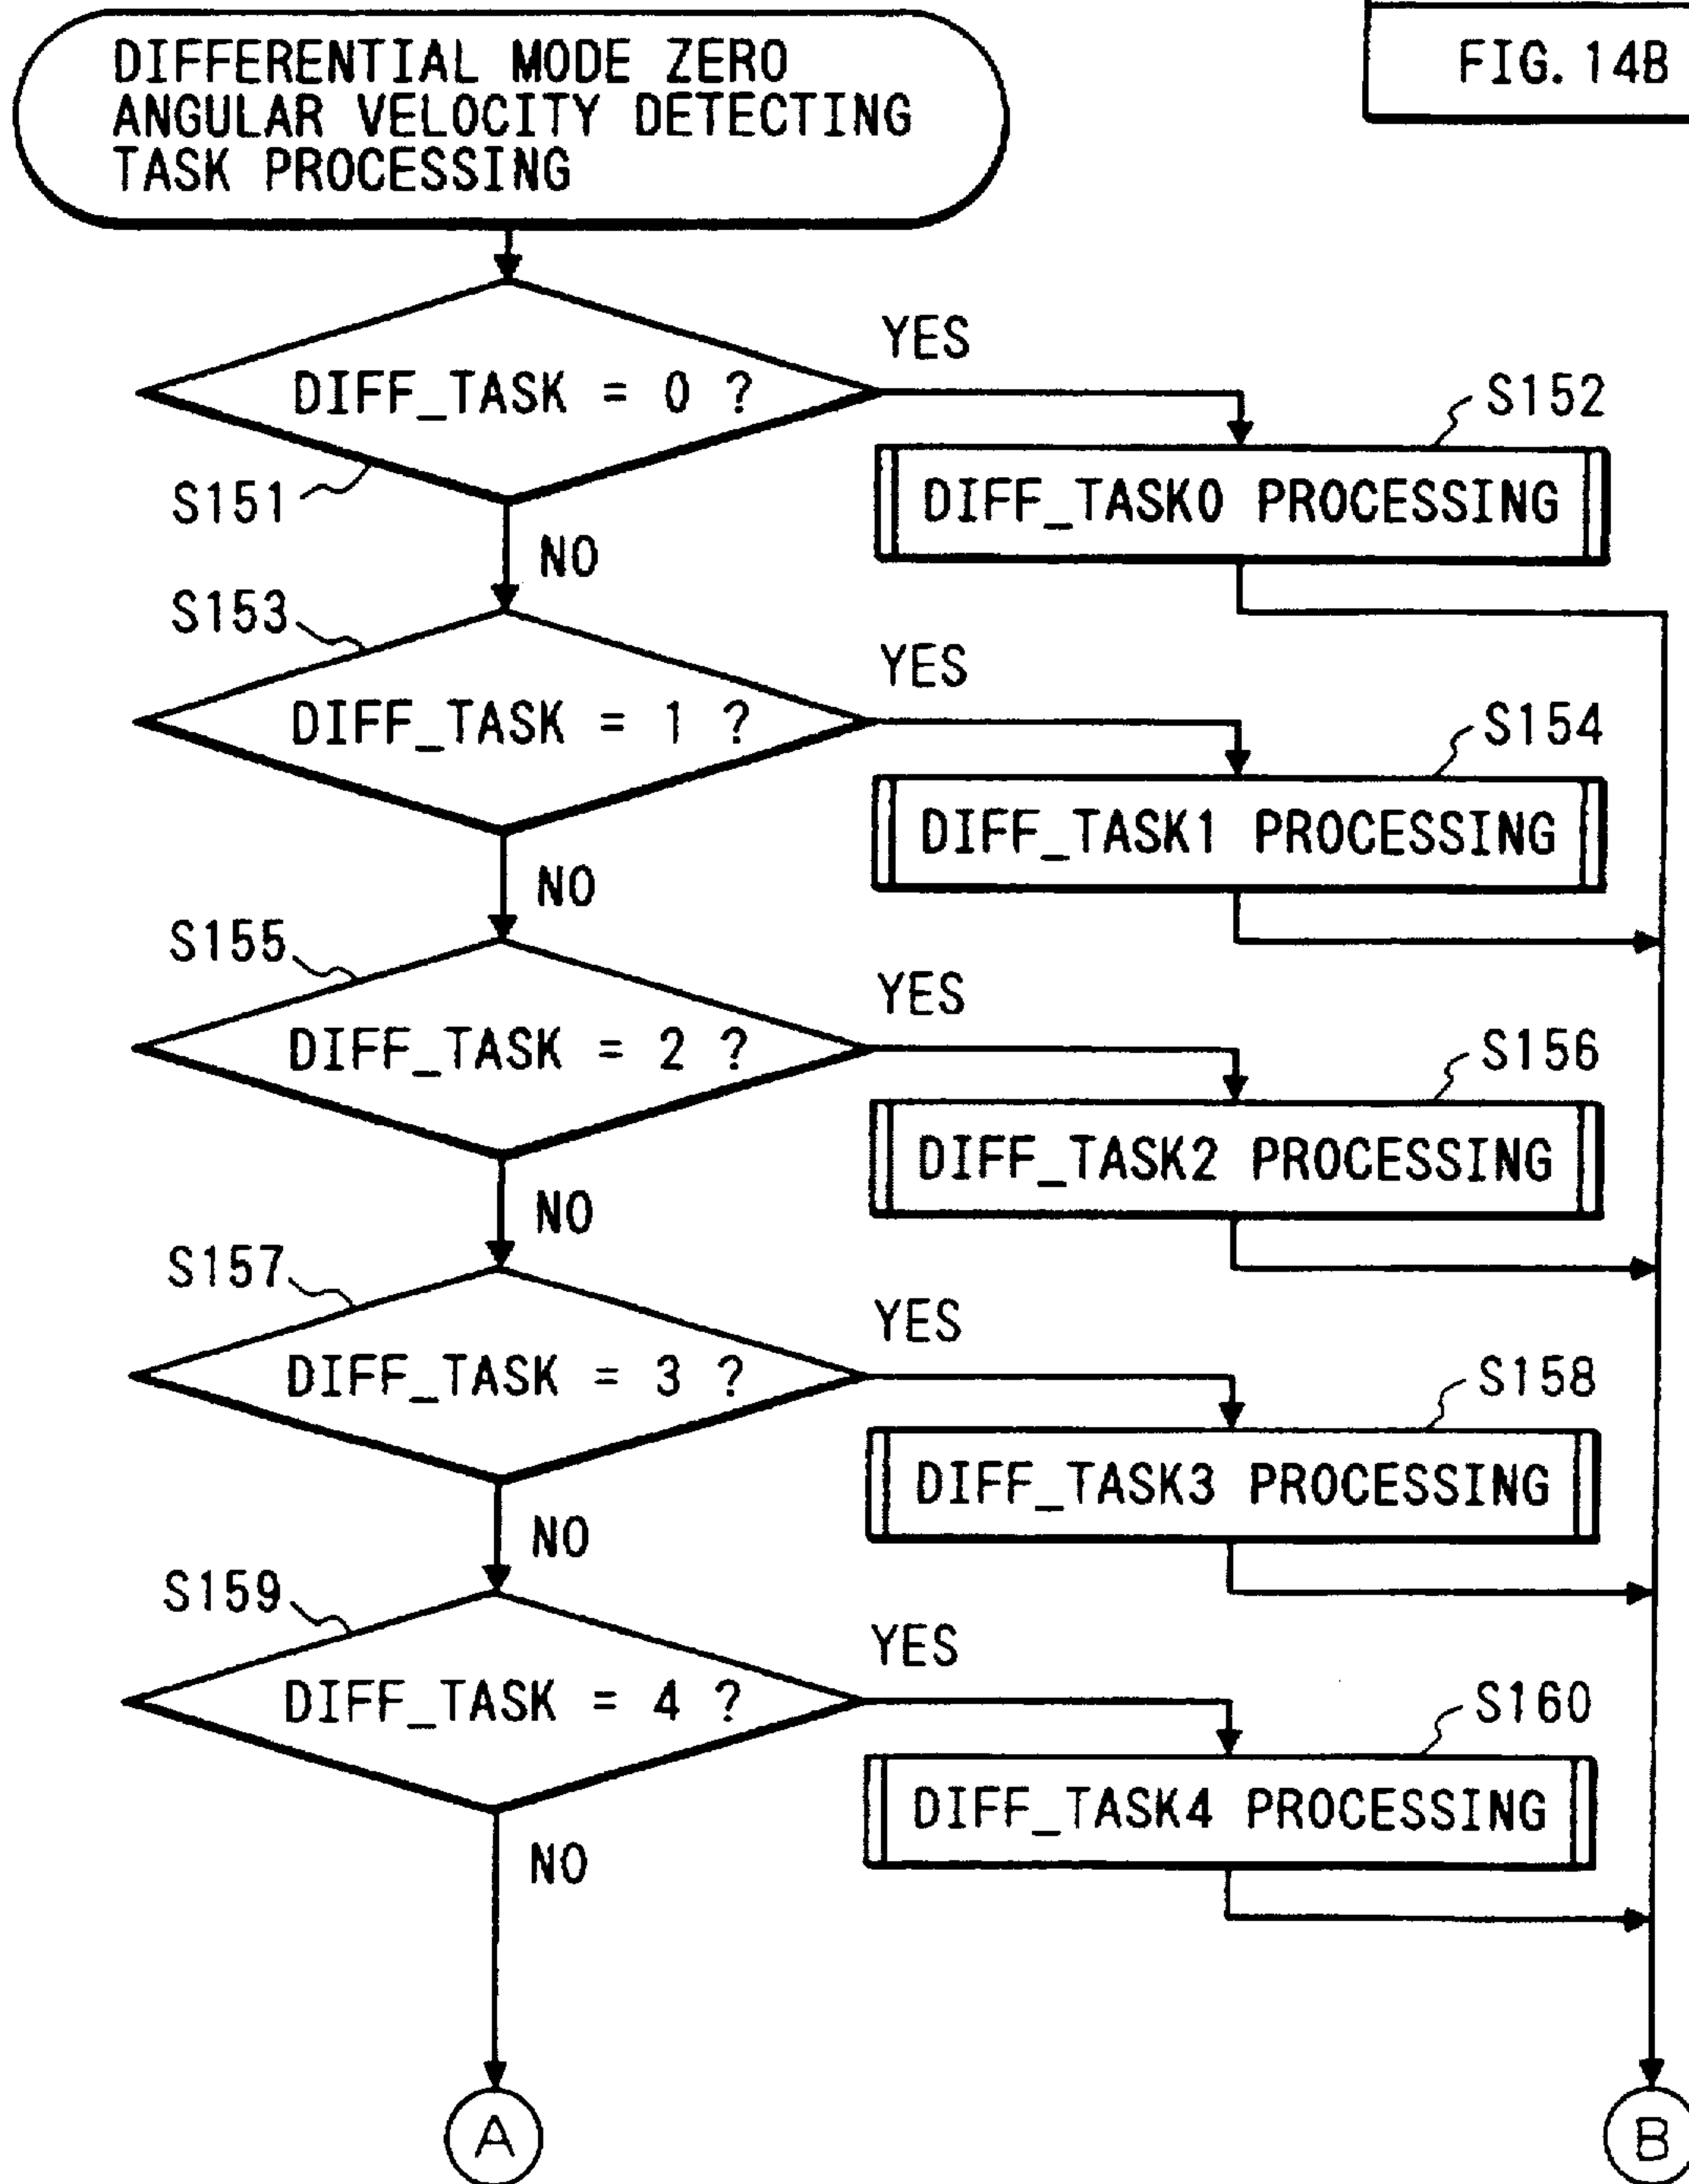 FIG. 14B
DIFFERENTIAL MODE ZERO
ANGULAR VELOCITY DETECTING
TASK PROCESSING
DIFF_TASK = 0 ?
YES
S151
NO
S152
DIFF_TASK0 PROCESSING
S153
DIFF_TASK = 1 ?
YES
NO
S154
DIFF_TASK1 PROCESSING
S155
DIFF_TASK = 2 ?
YES
NO
S156
DIFF_TASK2 PROCESSING
S157
DIFF_TASK = 3 ?
YES
NO
S158
DIFF_TASK3 PROCESSING
S159
DIFF_TASK = 4 ?
YES
NO
S160
DIFF_TASK4 PROCESSING
A
B